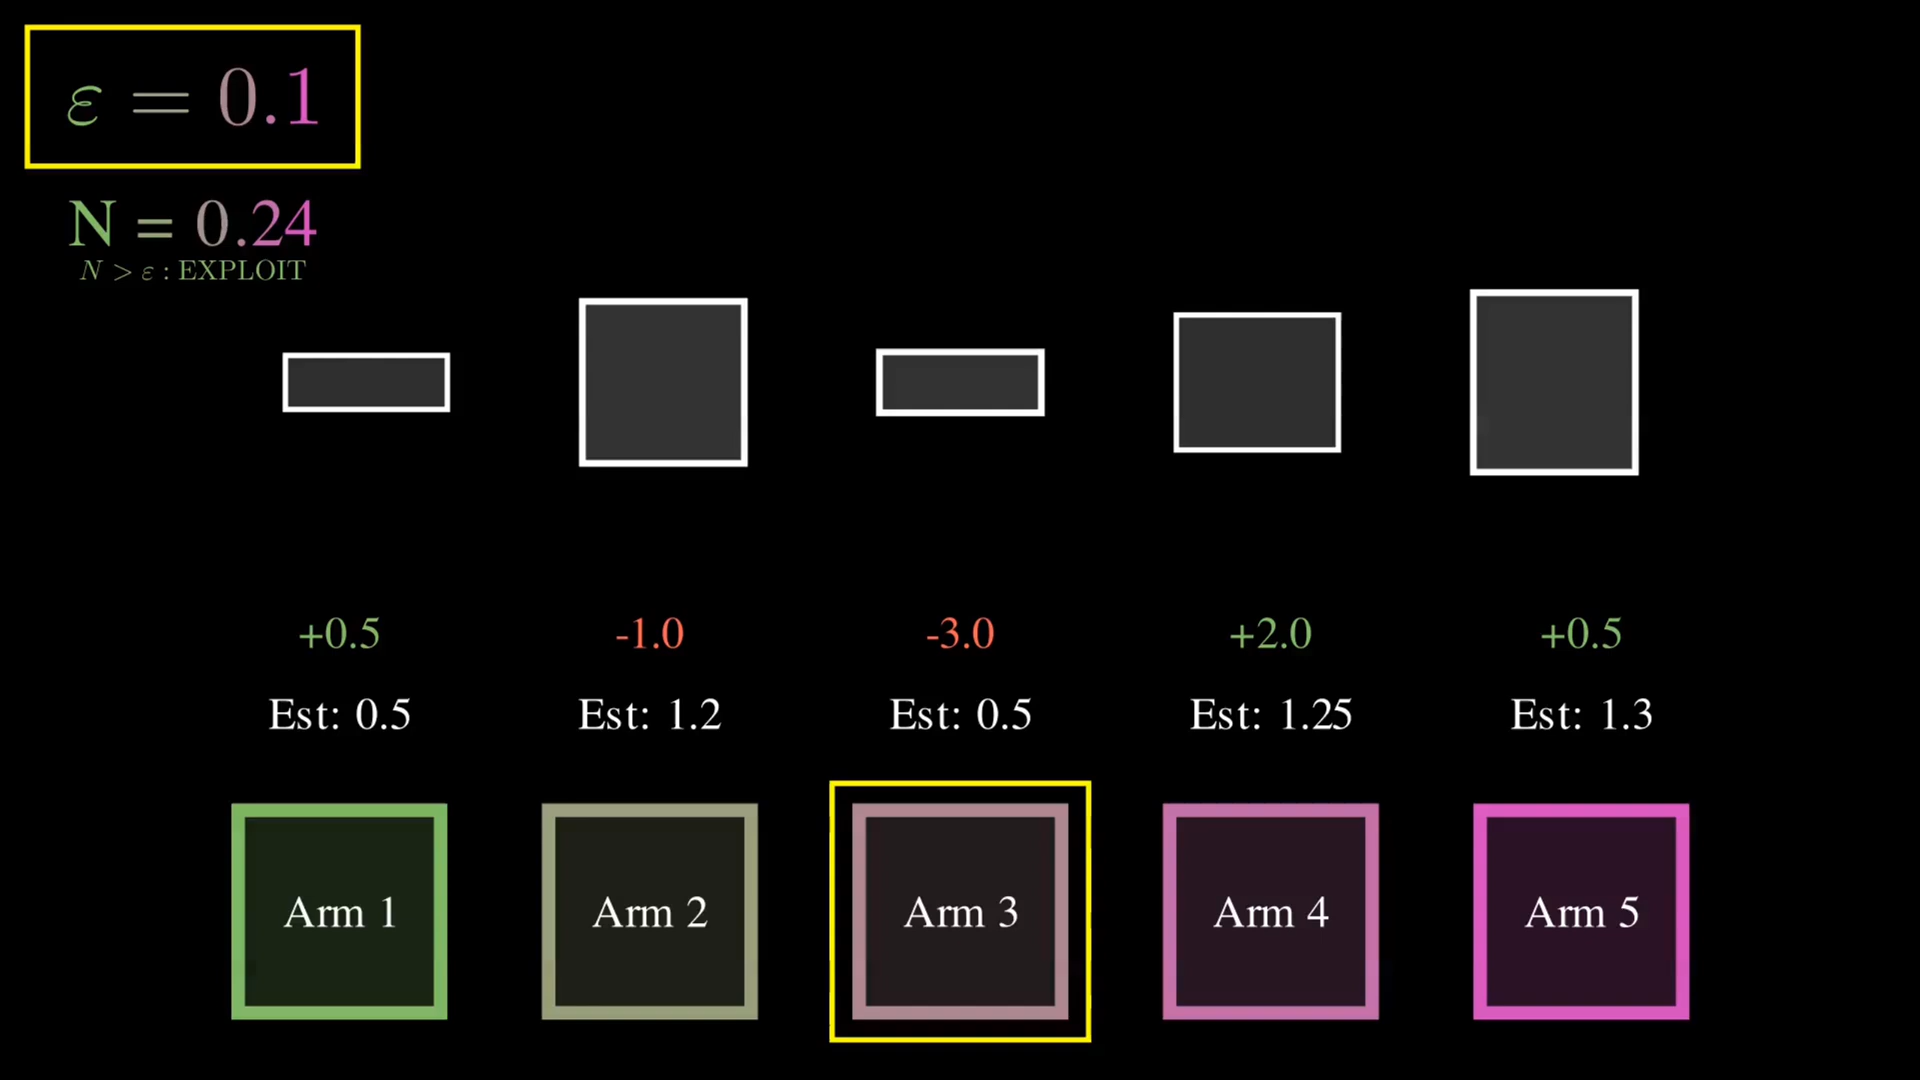 ε = 0.1
N = 0.24
N > ε : EXPLOIT
+0.5 -1.0 -3.0 +2.0 +0.5
Est: 0.5 Est: 1.2 Est: 0.5 Est: 1.25 Est: 1.3
Arm 1 Arm 2 Arm 3 Arm 4 Arm 5